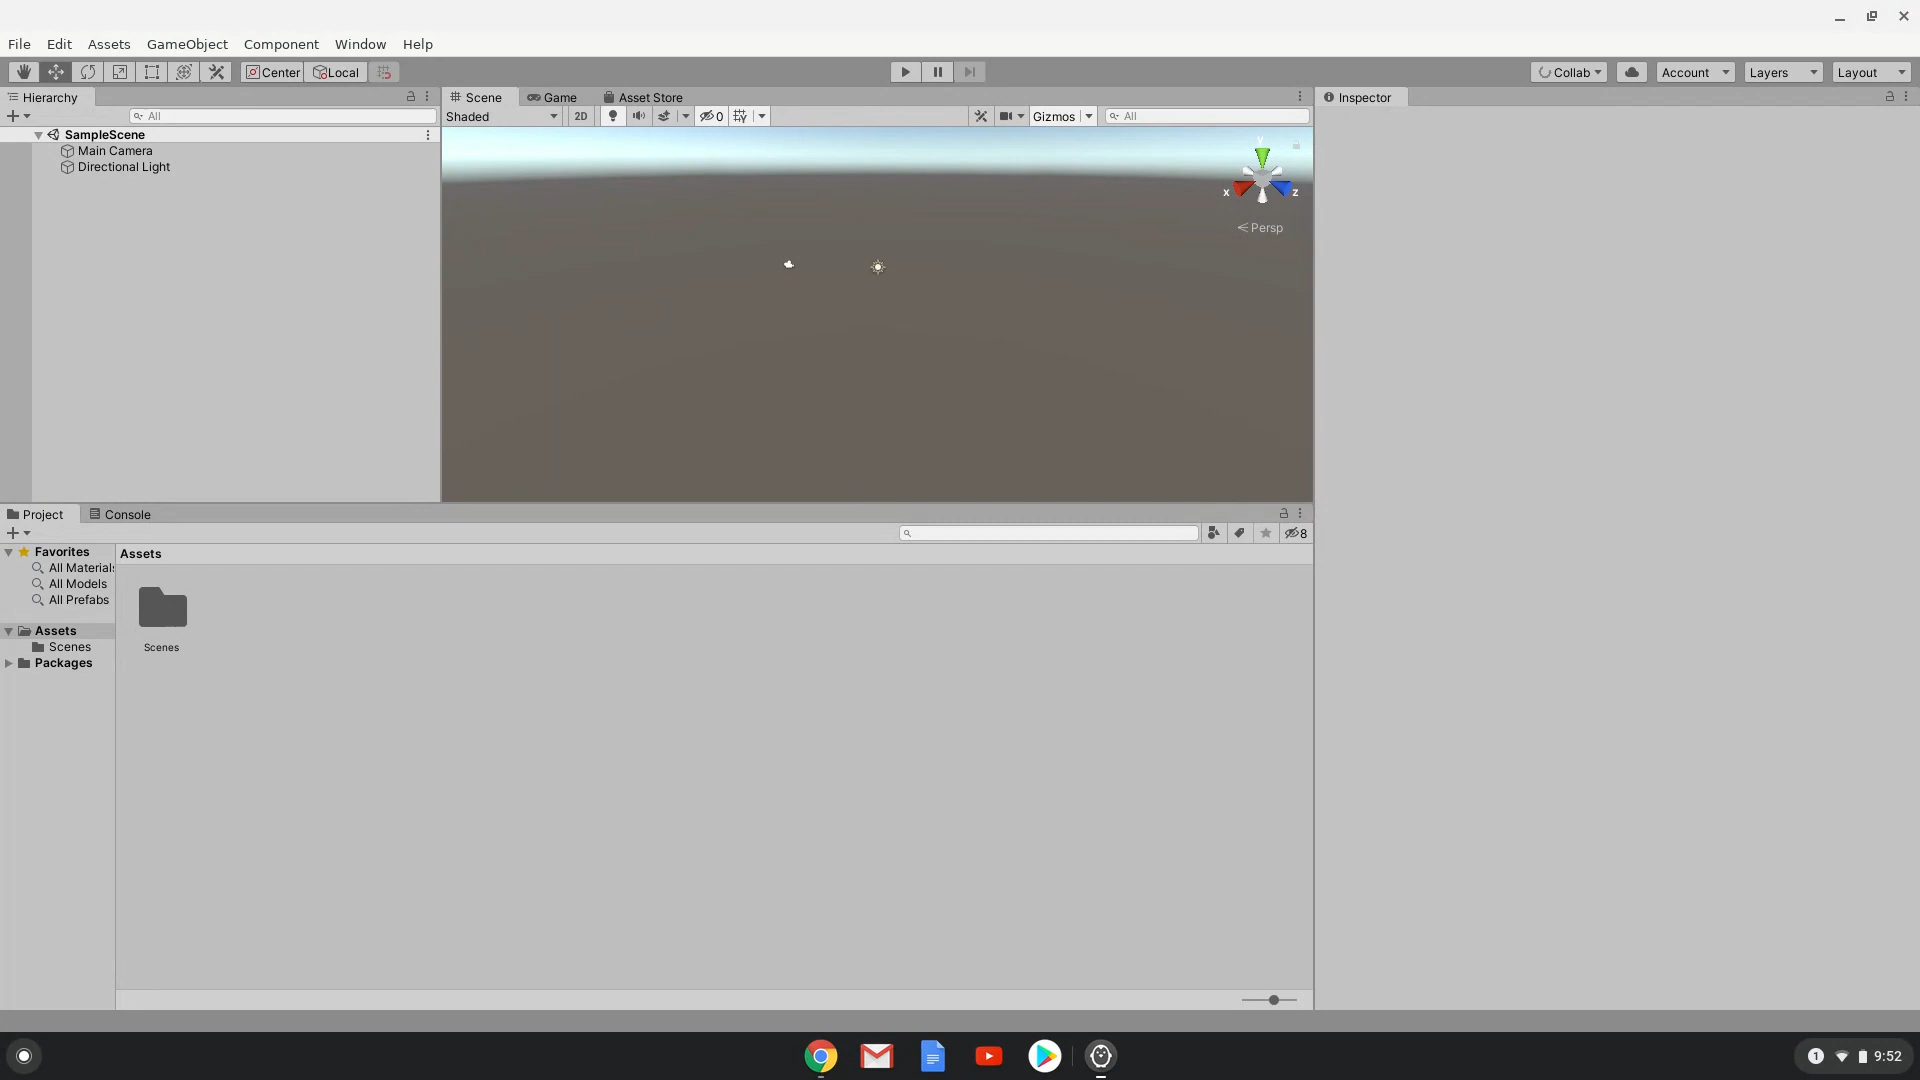 File Edit Assets GameObject Component Window Help
Center Local Collab Account Layers Layout
Hierarchy
All
SampleScene
Main Camera
Directional Light
Scene Game Asset Store
Shaded 2D 0 Gizmos All
y
x z
Persp
Inspector
Project Console
8
Favorites
All Materials
All Models
All Prefabs
Assets
Scenes
Packages
Assets
Scenes
1 9:52